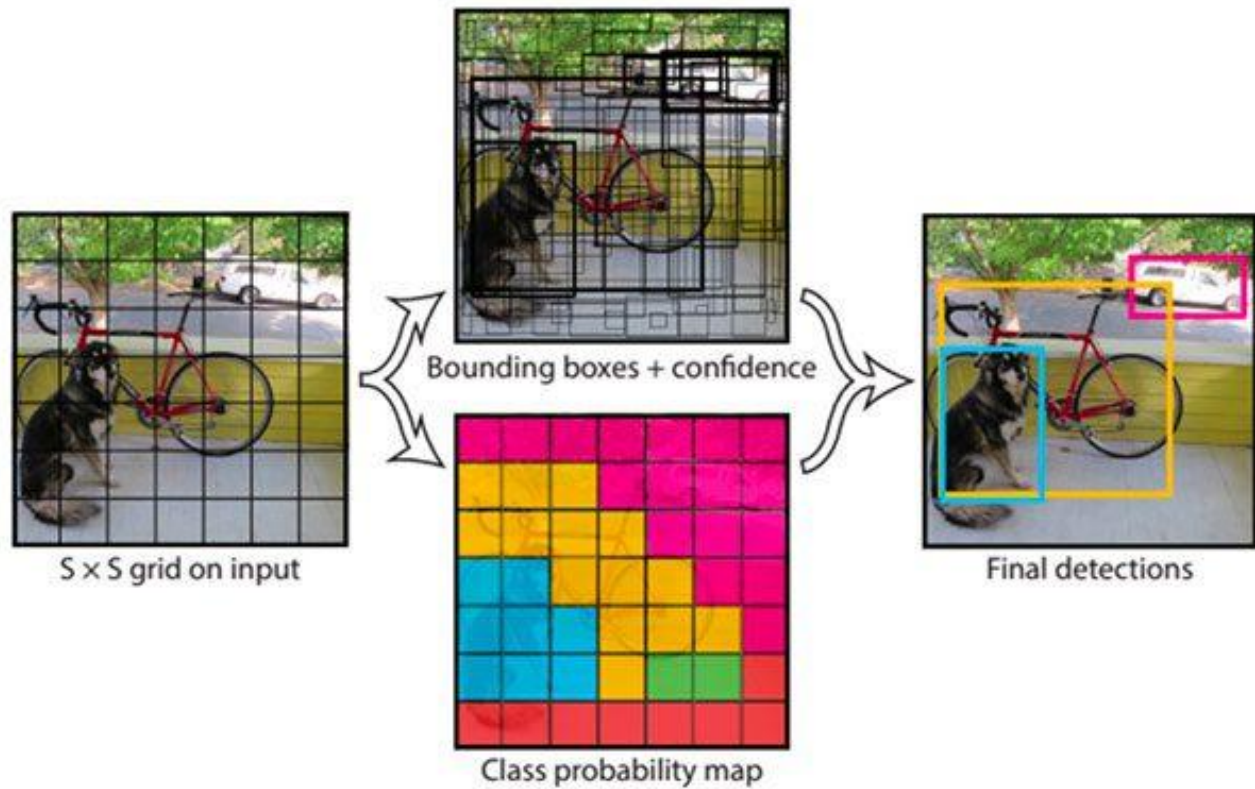 Bounding boxes + confidence
S × S grid on input
Final detections
Class probability map